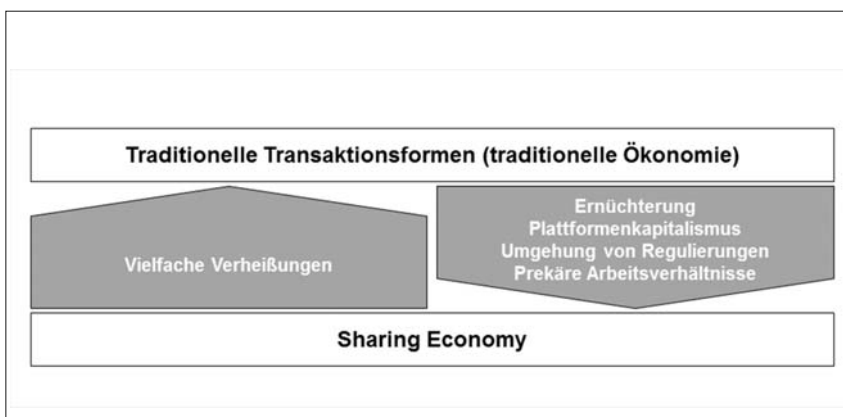 Traditionelle Transaktionsformen (traditionelle Ökonomie)
Vielfache Verheißungen
Ernüchterung
Plattformenkapitalismus
Umgehung von Regulierungen
Prekäre Arbeitsverhältnisse
Sharing Economy